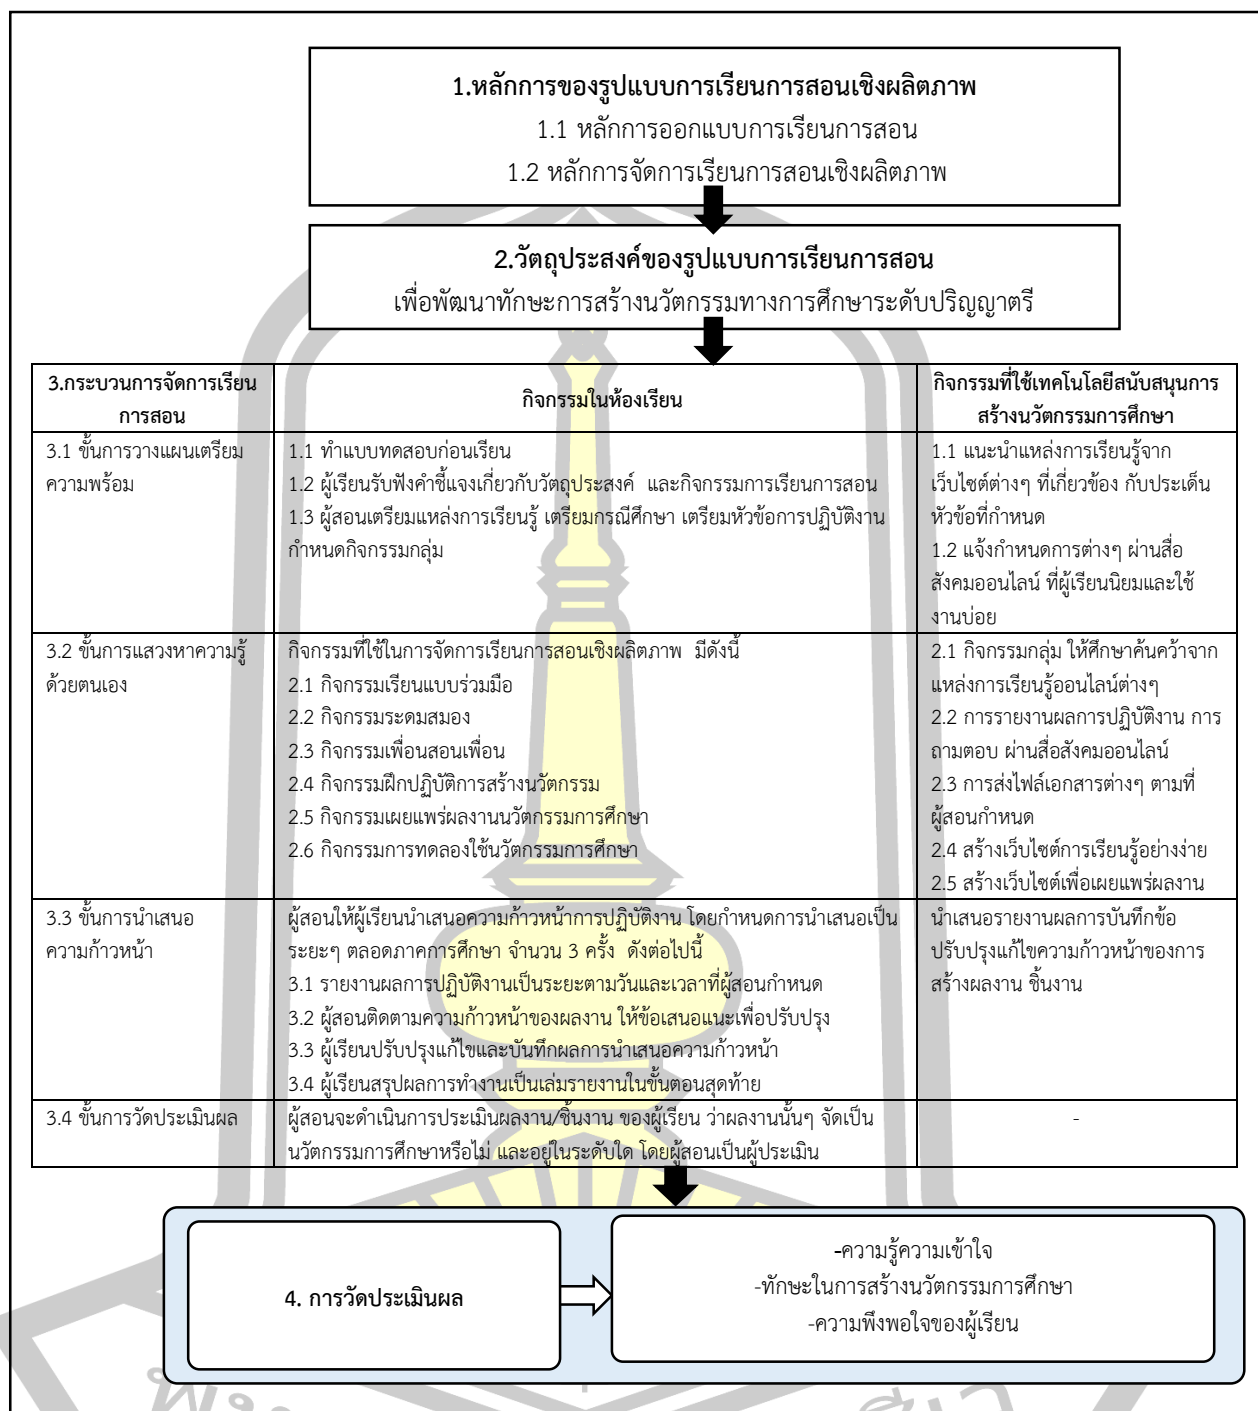 1.หลักการของรูปแบบการเรียนการสอนเชิงผลิตภาพ
1.1 หลักการออกแบบการเรียนการสอน
1.2 หลักการจัดการเรียนการสอนเชิงผลิตภาพ
2.วัตถุประสงค์ของรูปแบบการเรียนการสอน
เพื่อพัฒนาทักษะการสร้างนวัตกรรมทางการศึกษาระดับปริญญาตรี
3.กระบวนการจัดการเรียน
การสอน
กิจกรรมในห้องเรียน
กิจกรรมที่ใช้เทคโนโลยีสนับสนุนการ
สร้างนวัตกรรมการศึกษา
3.1 ขั้นการวางแผนเตรียม
ความพร้อม
1.1 ทำแบบทดสอบก่อนเรียน
1.2 ผู้เรียนรับฟังคำชี้แจงเกี่ยวกับวัตถุประสงค์ และกิจกรรมการเรียนการสอน
1.3 ผู้สอนเตรียมแหล่งการเรียนรู้ เตรียมกรณีศึกษา เตรียมหัวข้อการปฏิบัติงาน
กำหนดกิจกรรมกลุ่ม
1.1 แนะนำแหล่งการเรียนรู้จาก
เว็บไซต์ต่างๆ ที่เกี่ยวข้อง กับประเด็น
หัวข้อที่กำหนด
1.2 แจ้งกำหนดการต่างๆ ผ่านสื่อ
สังคมออนไลน์ ที่ผู้เรียนนิยมและใช้
งานบ่อย
3.2 ขั้นการแสวงหาความรู้
ด้วยตนเอง
กิจกรรมที่ใช้ในการจัดการเรียนการสอนเชิงผลิตภาพ มีดังนี้
2.1 กิจกรรมเรียนแบบร่วมมือ
2.2 กิจกรรมระดมสมอง
2.3 กิจกรรมเพื่อนสอนเพื่อน
2.4 กิจกรรมฝึกปฏิบัติการสร้างนวัตกรรม
2.5 กิจกรรมเผยแพร่ผลงานนวัตกรรมการศึกษา
2.6 กิจกรรมการทดลองใช้นวัตกรรมการศึกษา
2.1 กิจกรรมกลุ่ม ให้ศึกษาค้นคว้าจาก
แหล่งการเรียนรู้ออนไลน์ต่างๆ
2.2 การรายงานผลการปฏิบัติงาน การ
ถามตอบ ผ่านสื่อสังคมออนไลน์
2.3 การส่งไฟล์เอกสารต่างๆ ตามที่
ผู้สอนกำหนด
2.4 สร้างเว็บไซต์การเรียนรู้อย่างง่าย
2.5 สร้างเว็บไซต์เพื่อเผยแพร่ผลงาน
3.3 ขั้นการนำเสนอ
ความก้าวหน้า
ผู้สอนให้ผู้เรียนนำเสนอความก้าวหน้าการปฏิบัติงาน โดยกำหนดการนำเสนอเป็น
ระยะๆ ตลอดภาคการศึกษา จำนวน 3 ครั้ง ดังต่อไปนี้
3.1 รายงานผลการปฏิบัติงานเป็นระยะตามวันและเวลาที่ผู้สอนกำหนด
3.2 ผู้สอนติดตามความก้าวหน้าของผลงาน ให้ข้อเสนอแนะเพื่อปรับปรุง
3.3 ผู้เรียนปรับปรุงแก้ไขและบันทึกผลการนำเสนอความก้าวหน้า
3.4 ผู้เรียนสรุปผลการทำงานเป็นเล่มรายงานในขั้นตอนสุดท้าย
นำเสนอรายงานผลการบันทึกข้อ
ปรับปรุงแก้ไขความก้าวหน้าของการ
สร้างผลงาน ชิ้นงาน
3.4 ขั้นการวัดประเมินผล
ผู้สอนจะดำเนินการประเมินผลงาน/ชิ้นงาน ของผู้เรียน ว่าผลงานนั้นๆ จัดเป็น
นวัตกรรมการศึกษาหรือไม่ และอยู่ในระดับใด โดยผู้สอนเป็นผู้ประเมิน
-
4. การวัดประเมินผล
-ความรู้ความเข้าใจ
-ทักษะในการสร้างนวัตกรรมการศึกษา
-ความพึงพอใจของผู้เรียน